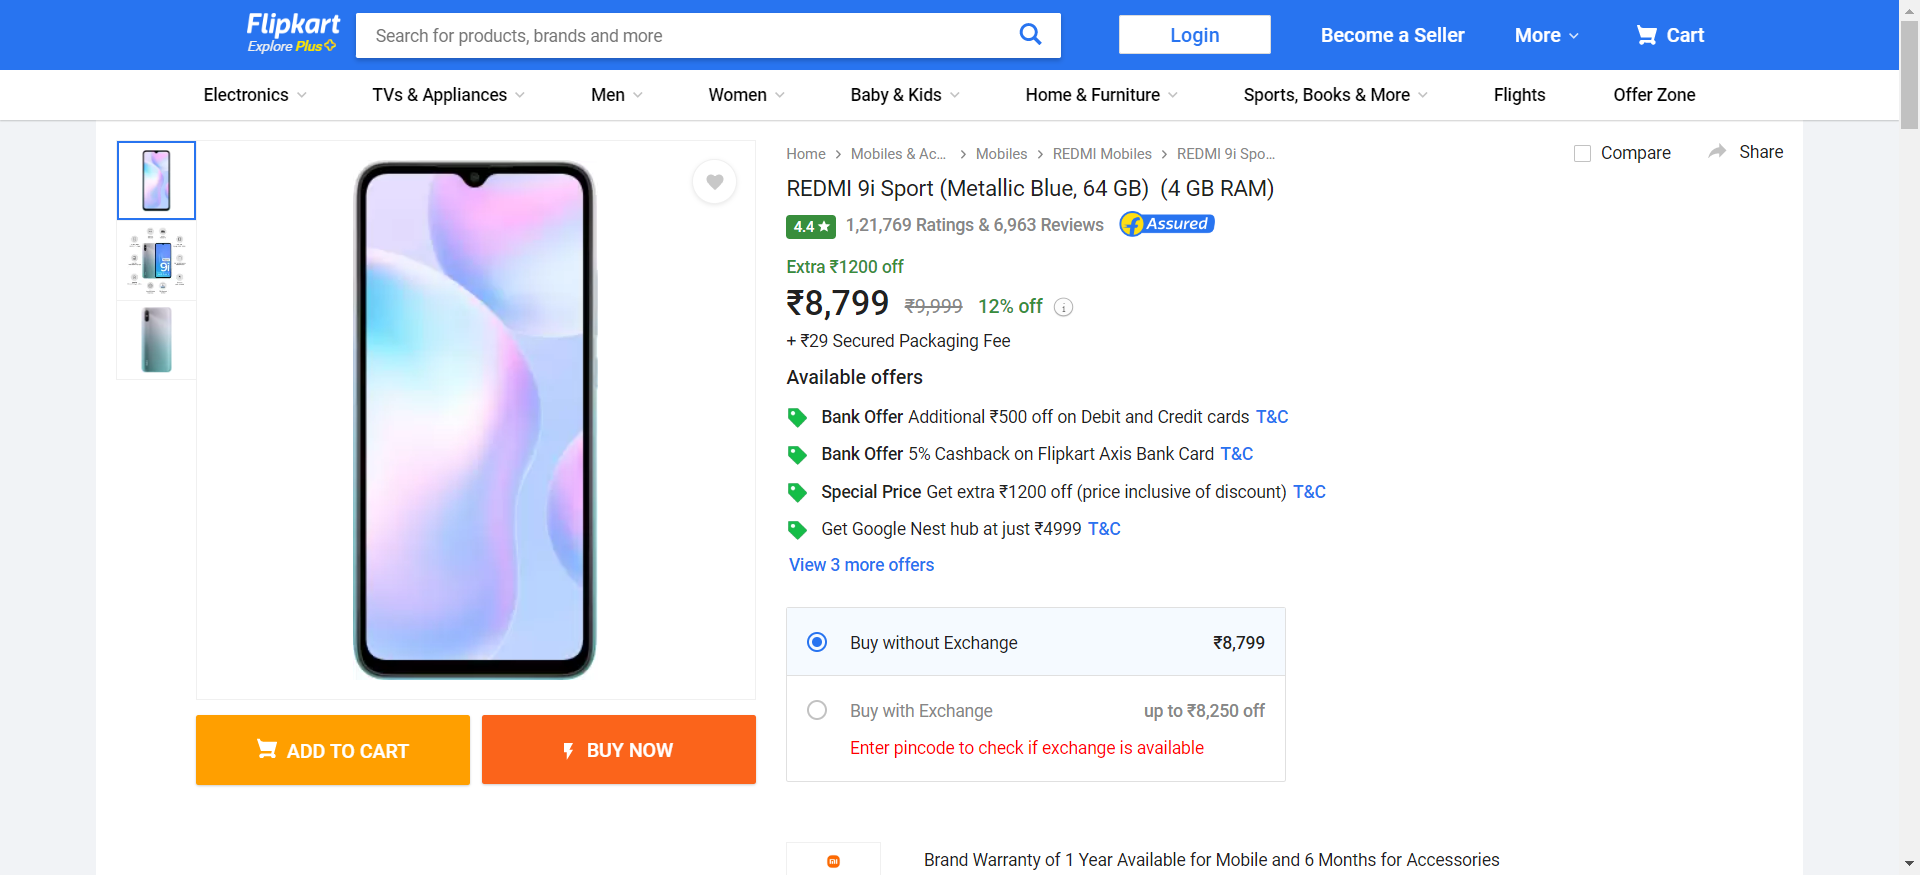 Flipkart
Explore Plus
Search for products, brands and more
Login
Become a Seller
More
Cart
Electronics
TVs & Appliances
Men
Women
Baby & Kids
Home & Furniture
Sports, Books & More
Flights
Offer Zone
Home
Mobiles & Ac...
Mobiles
REDMI Mobiles
REDMI 9i Spo...
Compare
Share
REDMI 9i Sport (Metallic Blue, 64 GB) (4 GB RAM)
4.4 ★ 1,21,769 Ratings & 6,963 Reviews Assured
Extra ₹1200 off
₹8,799 ₹9,999 12% off
+ ₹29 Secured Packaging Fee
Available offers
Bank Offer Additional ₹500 off on Debit and Credit cards T&C
Bank Offer 5% Cashback on Flipkart Axis Bank Card T&C
Special Price Get extra ₹1200 off (price inclusive of discount) T&C
Get Google Nest hub at just ₹4999 T&C
View 3 more offers
Buy without Exchange ₹8,799
Buy with Exchange up to ₹8,250 off
Enter pincode to check if exchange is available
ADD TO CART
BUY NOW
Brand Warranty of 1 Year Available for Mobile and 6 Months for Accessories